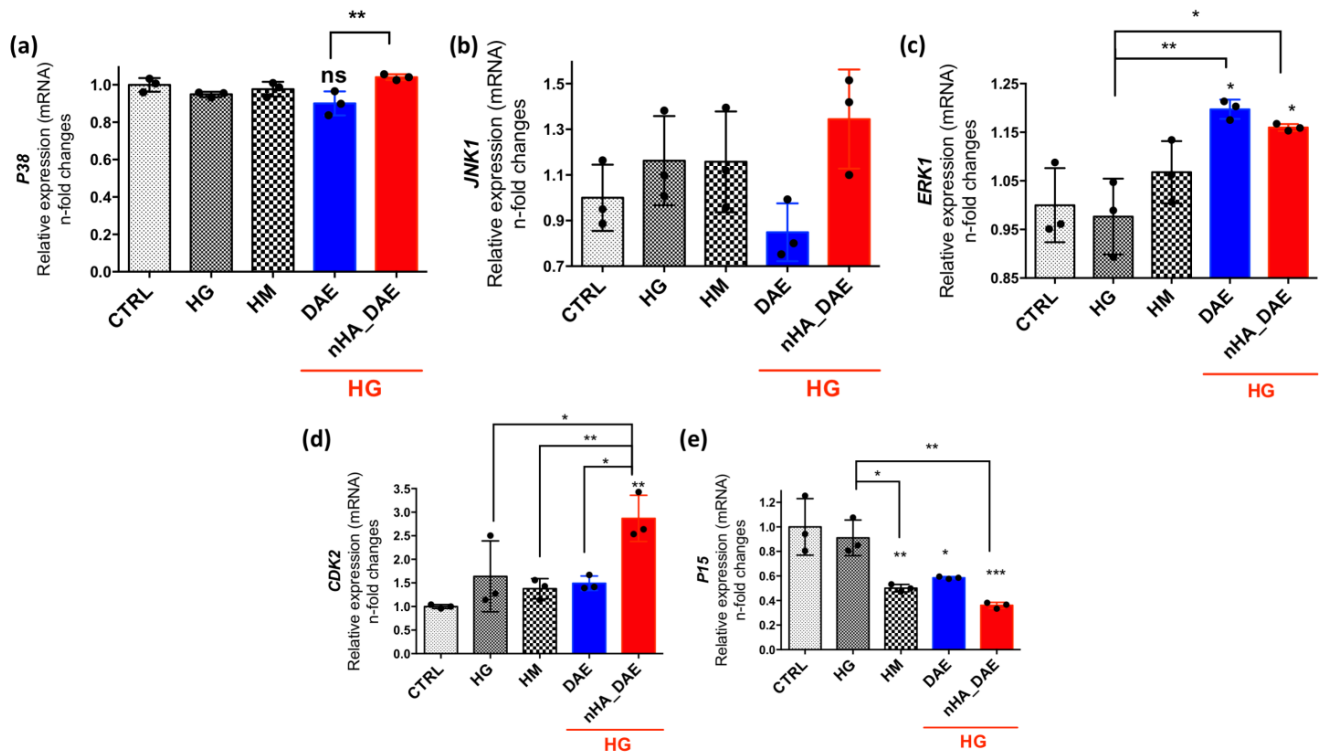 (a)
**
ns
Relative expression (mRNA)
n-fold changes
P38
1.0
0.8
0.6
0.4
0.2
0.0
CTRL
HG
HM
DAE
nHA_DAE
HG
(b)
JNK1
Relative expression (mRNA)
n-fold changes
1.5
1.3
1.1
0.9
0.7
CTRL
HG
HM
DAE
nHA_DAE
HG
(c)
*
**
*
*
ERK1
Relative expression (mRNA)
n-fold changes
1.25
1.15
1.05
0.95
0.85
CTRL
HG
HM
DAE
nHA_DAE
HG
(d)
*
**
*
**
CDK2
Relative expression (mRNA)
n-fold changes
3.5
3.0
2.5
2.0
1.5
1.0
0.5
0.0
CTRL
HG
HM
DAE
nHA_DAE
HG
(e)
**
*
**
*
***
P15
Relative expression (mRNA)
n-fold changes
1.2
1.0
0.8
0.6
0.4
0.2
0.0
CTRL
HG
HM
DAE
nHA_DAE
HG